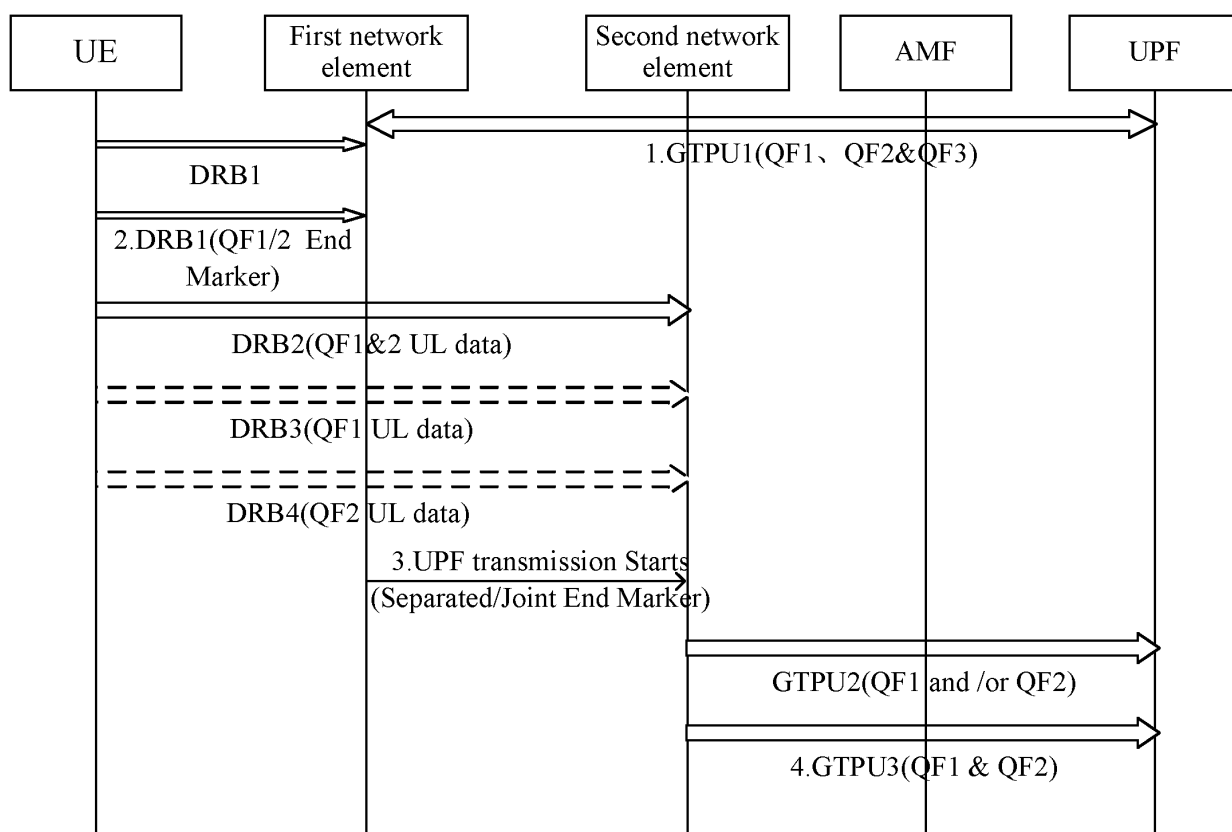 UE
First network
element
Second network
element
AMF
UPF
1.GTPU1(QF1、QF2&QF3)
DRB1
2.DRB1(QF1/2 End
Marker)
DRB2(QF1&2 UL data)
DRB3(QF1 UL data)
DRB4(QF2 UL data)
3.UPF transmission Starts
(Separated/Joint End Marker)
GTPU2(QF1 and /or QF2)
4.GTPU3(QF1 & QF2)